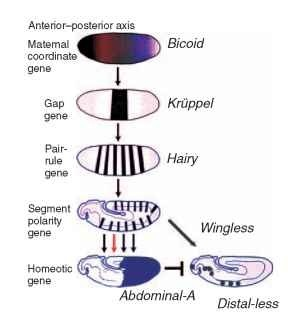 Anterior–posterior axis
Maternal
coordinate
gene
Bicoid
Gap
gene
Krüppel
Pair-
rule
gene
Hairy
Segment
polarity
gene
Wingless
Homeotic
gene
Abdominal-A
Distal-less